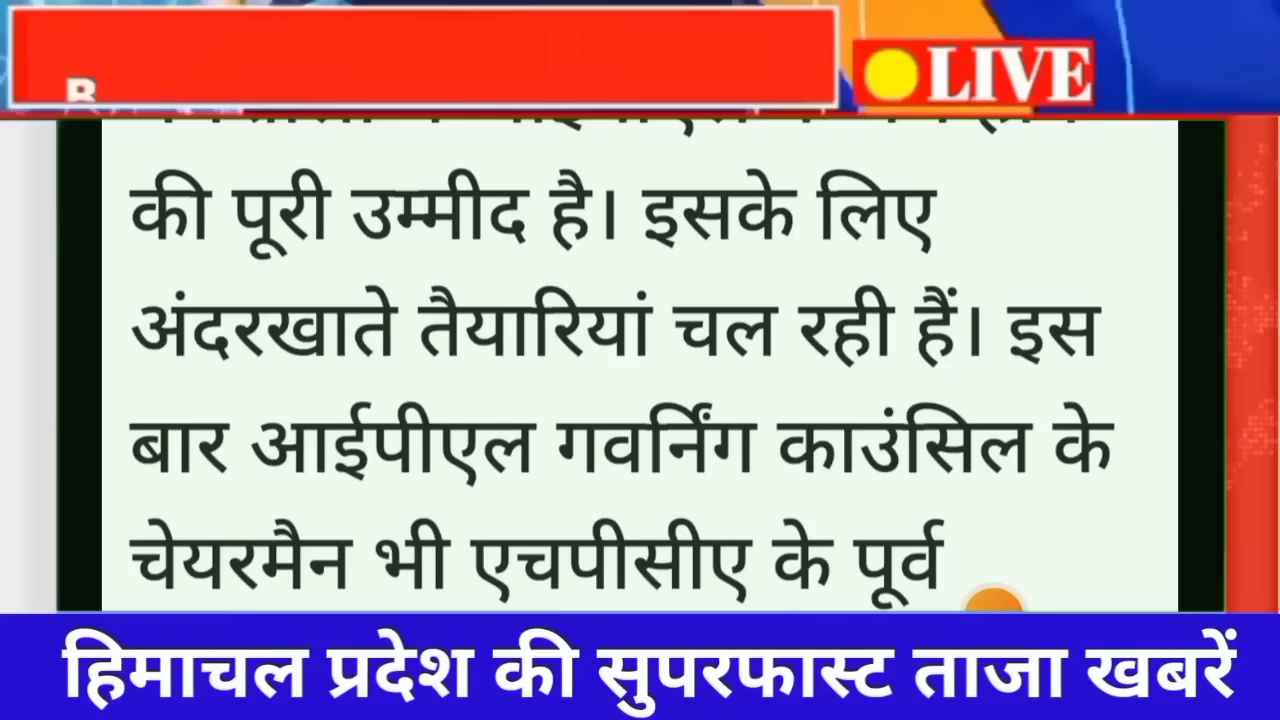 LIVE
की पूरी उम्मीद है। इसके लिए
अंदरखाते तैयारियां चल रही हैं। इस
बार आईपीएल गवर्निंग काउंसिल के
चेयरमैन भी एचपीसीए के पूर्व
हिमाचल प्रदेश की सुपरफास्ट ताजा खबरें